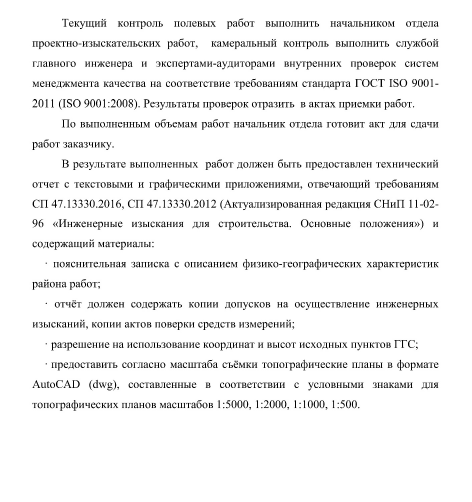 Текущий контроль полевых работ выполнить начальником отдела
проектно-изыскательских работ, камеральный контроль выполнить службой
главного инженера и экспертами-аудиторами внутренних проверок систем
менеджмента качества на соответствие требованиям стандарта ГОСТ ISO 9001-
2011 (ISO 9001:2008). Результаты проверок отразить в актах приемки работ.
По выполненным объемам работ начальник отдела готовит акт для сдачи
работ заказчику.
В результате выполненных работ должен быть предоставлен технический
отчет с текстовыми и графическими приложениями, отвечающий требованиям
СП 47.13330.2016, СП 47.13330.2012 (Актуализированная редакция СНиП 11-02-
96 «Инженерные изыскания для строительства. Основные положения») и
содержащий материалы:
· пояснительная записка с описанием физико-географических характеристик
района работ;
· отчёт должен содержать копии допусков на осуществление инженерных
изысканий, копии актов поверки средств измерений;
· разрешение на использование координат и высот исходных пунктов ГГС;
· предоставить согласно масштаба съёмки топографические планы в формате
AutoCAD (dwg), составленные в соответствии с условными знаками для
топографических планов масштабов 1:5000, 1:2000, 1:1000, 1:500.